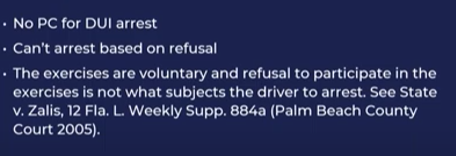 · No PC for DUI arrest
· Can't arrest based on refusal
· The exercises are voluntary and refusal to participate in the
exercises is not what subjects the driver to arrest. See State
v. Zalis, 12 Fla. L. Weekly Supp. 884a (Palm Beach County
Court 2005).